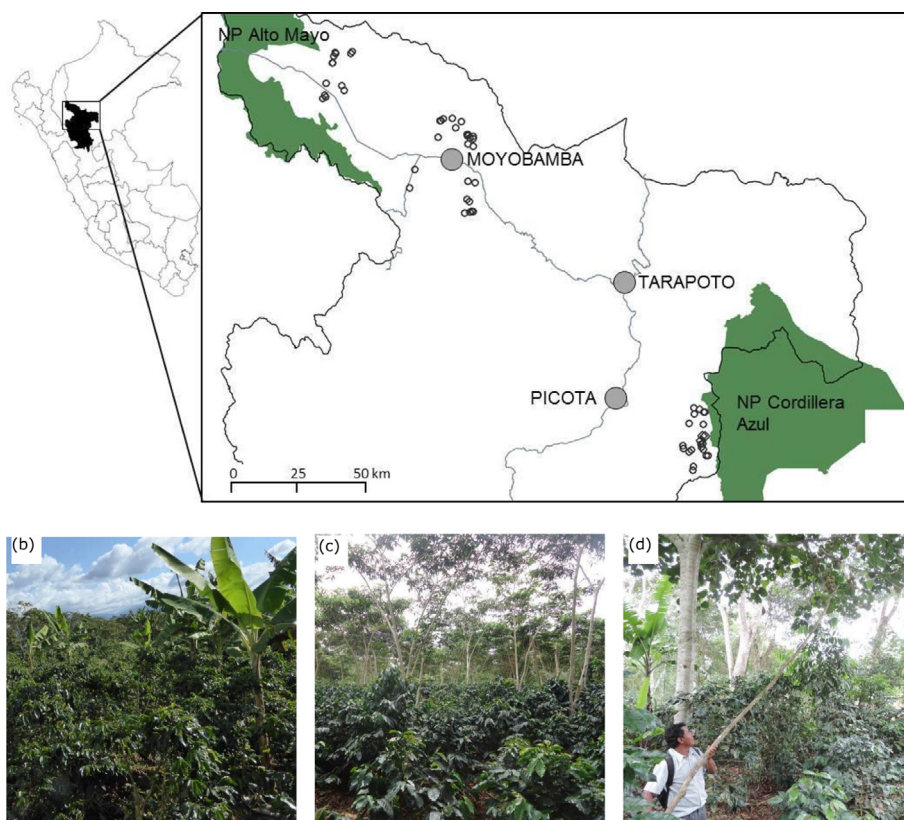 NP Alto Mayo
MOYOBAMBA
TARAPOTO
PICOTA
NP Cordillera
Azul
0 25 50 km
(b) (c) (d)